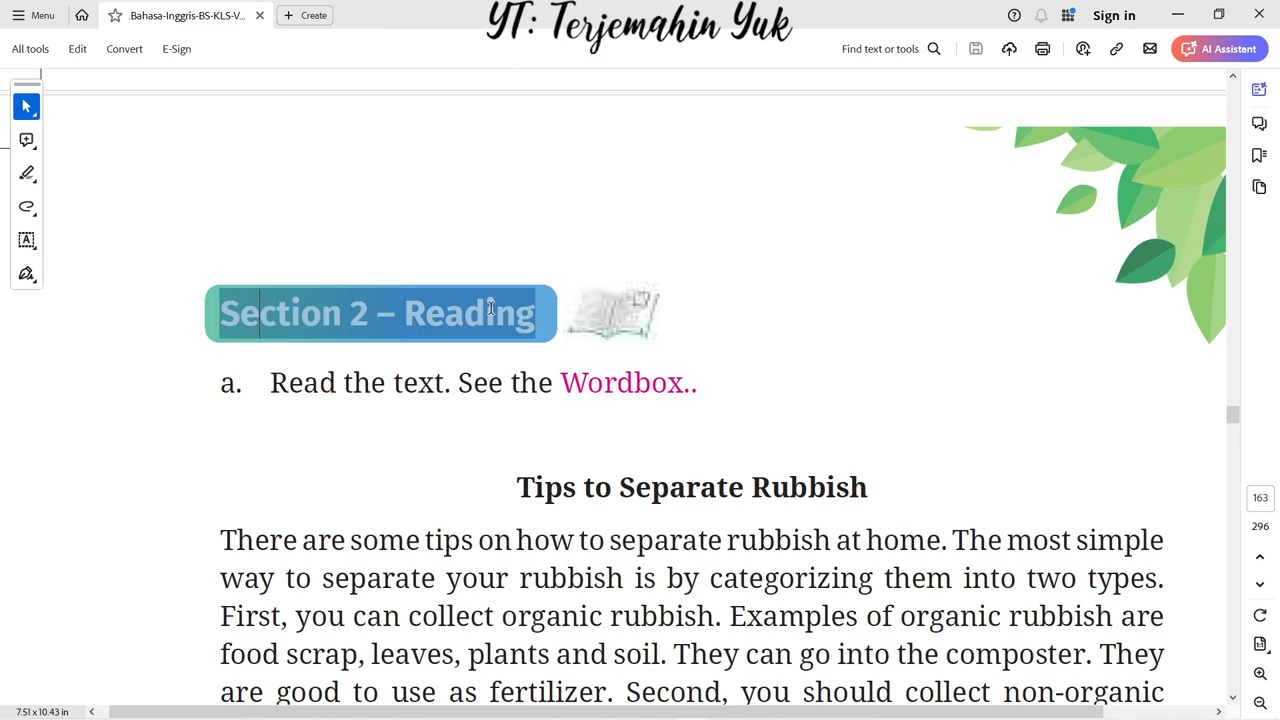 .Bahasa-Inggris-BS-KLS-V...
Create
YT: Terjemahin Yuk
Sign in
All tools
Edit
Convert
E-Sign
Find text or tools
AI Assistant
Section 2 – Reading
a. Read the text. See the Wordbox..
Tips to Separate Rubbish
There are some tips on how to separate rubbish at home. The most simple
way to separate your rubbish is by categorizing them into two types.
First, you can collect organic rubbish. Examples of organic rubbish are
food scrap, leaves, plants and soil. They can go into the composter. They
are good to use as fertilizer. Second, you should collect non-organic
163
296
7.51 x 10.43 in
Menu